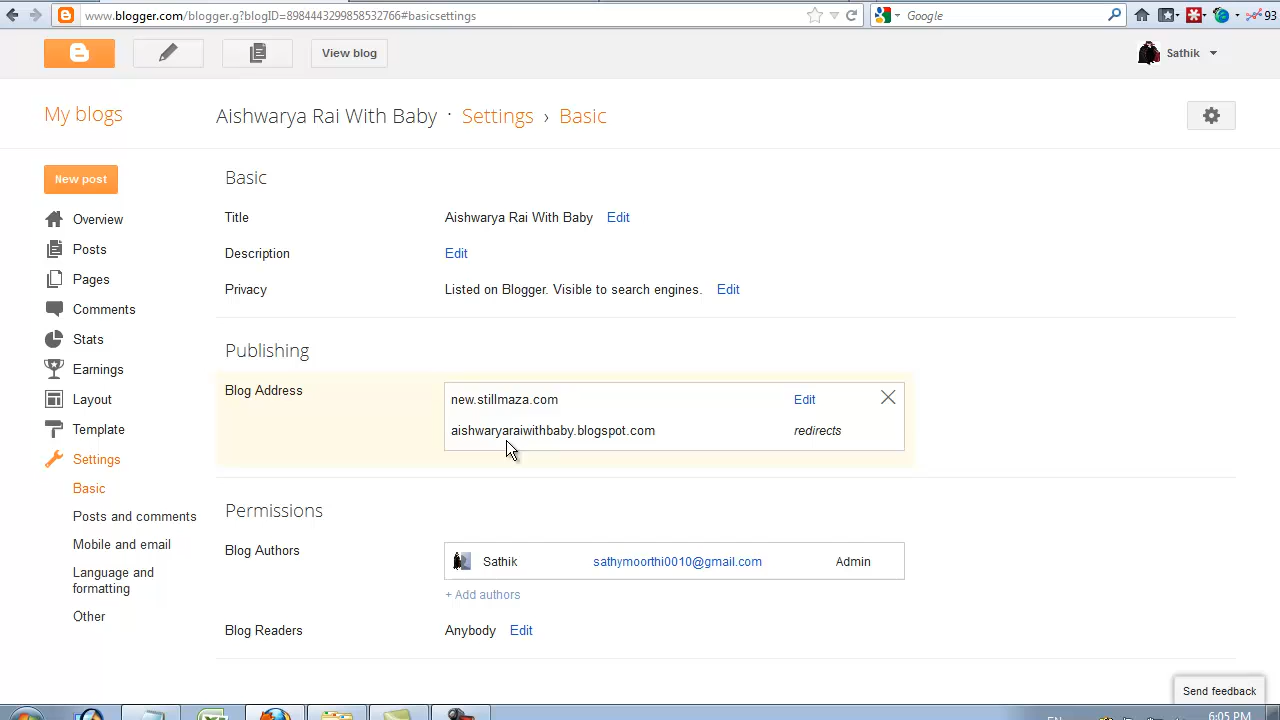 www.blogger.com/blogger.g?blogID=8984443299858532766#basicsettings
Google
93
View blog
Sathik
My blogs
Aishwarya Rai With Baby · Settings › Basic
New post
Overview
Posts
Pages
Comments
Stats
Earnings
Layout
Template
Settings
Basic
Posts and comments
Mobile and email
Language and
formatting
Other
Basic
Title Aishwarya Rai With Baby Edit
Description Edit
Privacy Listed on Blogger. Visible to search engines. Edit
Publishing
Blog Address new.stillmaza.com Edit
aishwaryaraiwithbaby.blogspot.com redirects
Permissions
Blog Authors Sathik sathymoorthi0010@gmail.com Admin
+ Add authors
Blog Readers Anybody Edit
Send feedback
EN
6:05 PM